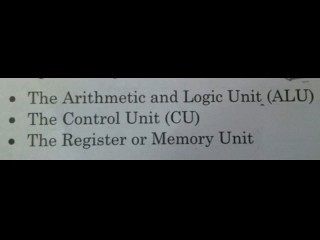 • The Arithmetic and Logic Unit (ALU)
• The Control Unit (CU)
• The Register or Memory Unit